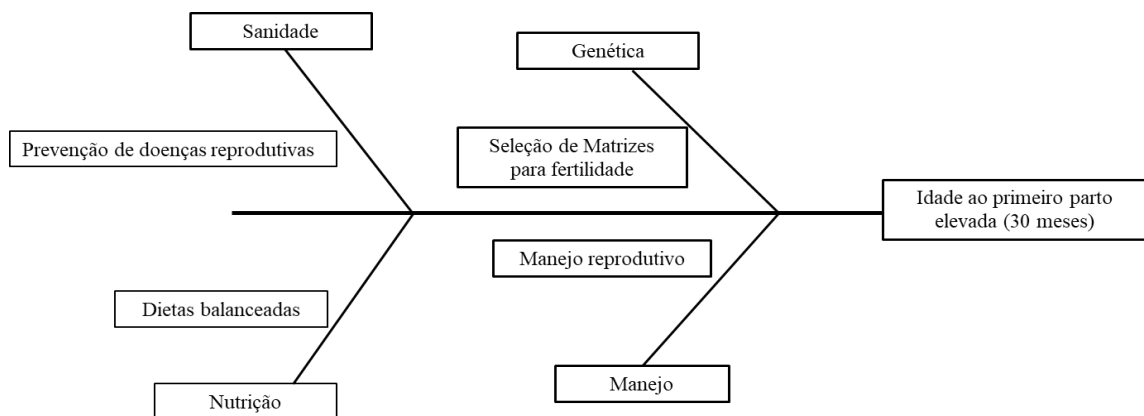 Sanidade
Genética
Prevenção de doenças reprodutivas
Seleção de Matrizes
para fertilidade
Idade ao primeiro parto
elevada (30 meses)
Manejo reprodutivo
Dietas balanceadas
Manejo
Nutrição